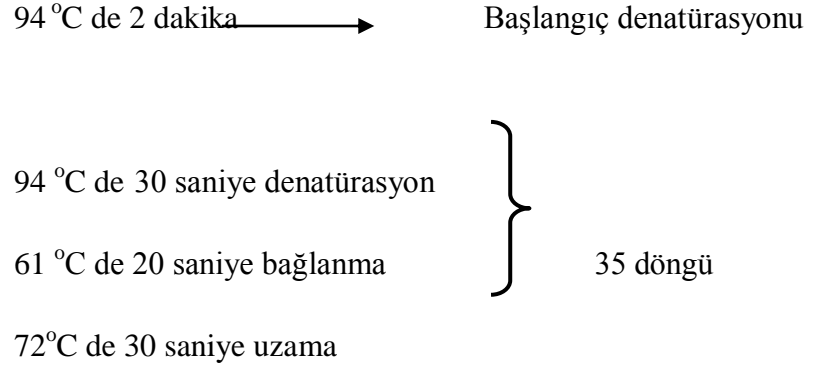 94 °C de 2 dakika Başlangıç denatürasyonu
94 °C de 30 saniye denatürasyon
61 °C de 20 saniye bağlanma 35 döngü
72°C de 30 saniye uzama